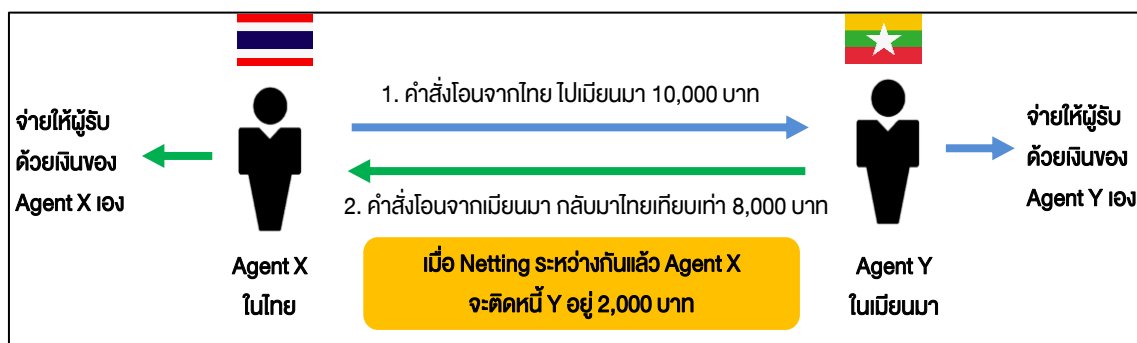 1. คำสั่งโอนจากไทย ไปเมียนมา 10,000 บาท
จ่ายให้ผู้รับ
ด้วยเงินของ
Agent X เอง
จ่ายให้ผู้รับ
ด้วยเงินของ
Agent Y เอง
2. คำสั่งโอนจากเมียนมา กลับมาไทยเทียบเท่า 8,000 บาท
Agent X
ในไทย
เมื่อ Netting ระหว่างกันแล้ว Agent X
จะติดหนี้ Y อยู่ 2,000 บาท
Agent Y
ในเมียนมา